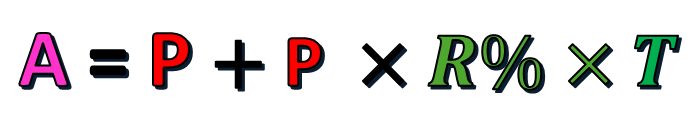 A = P + P × R% × T